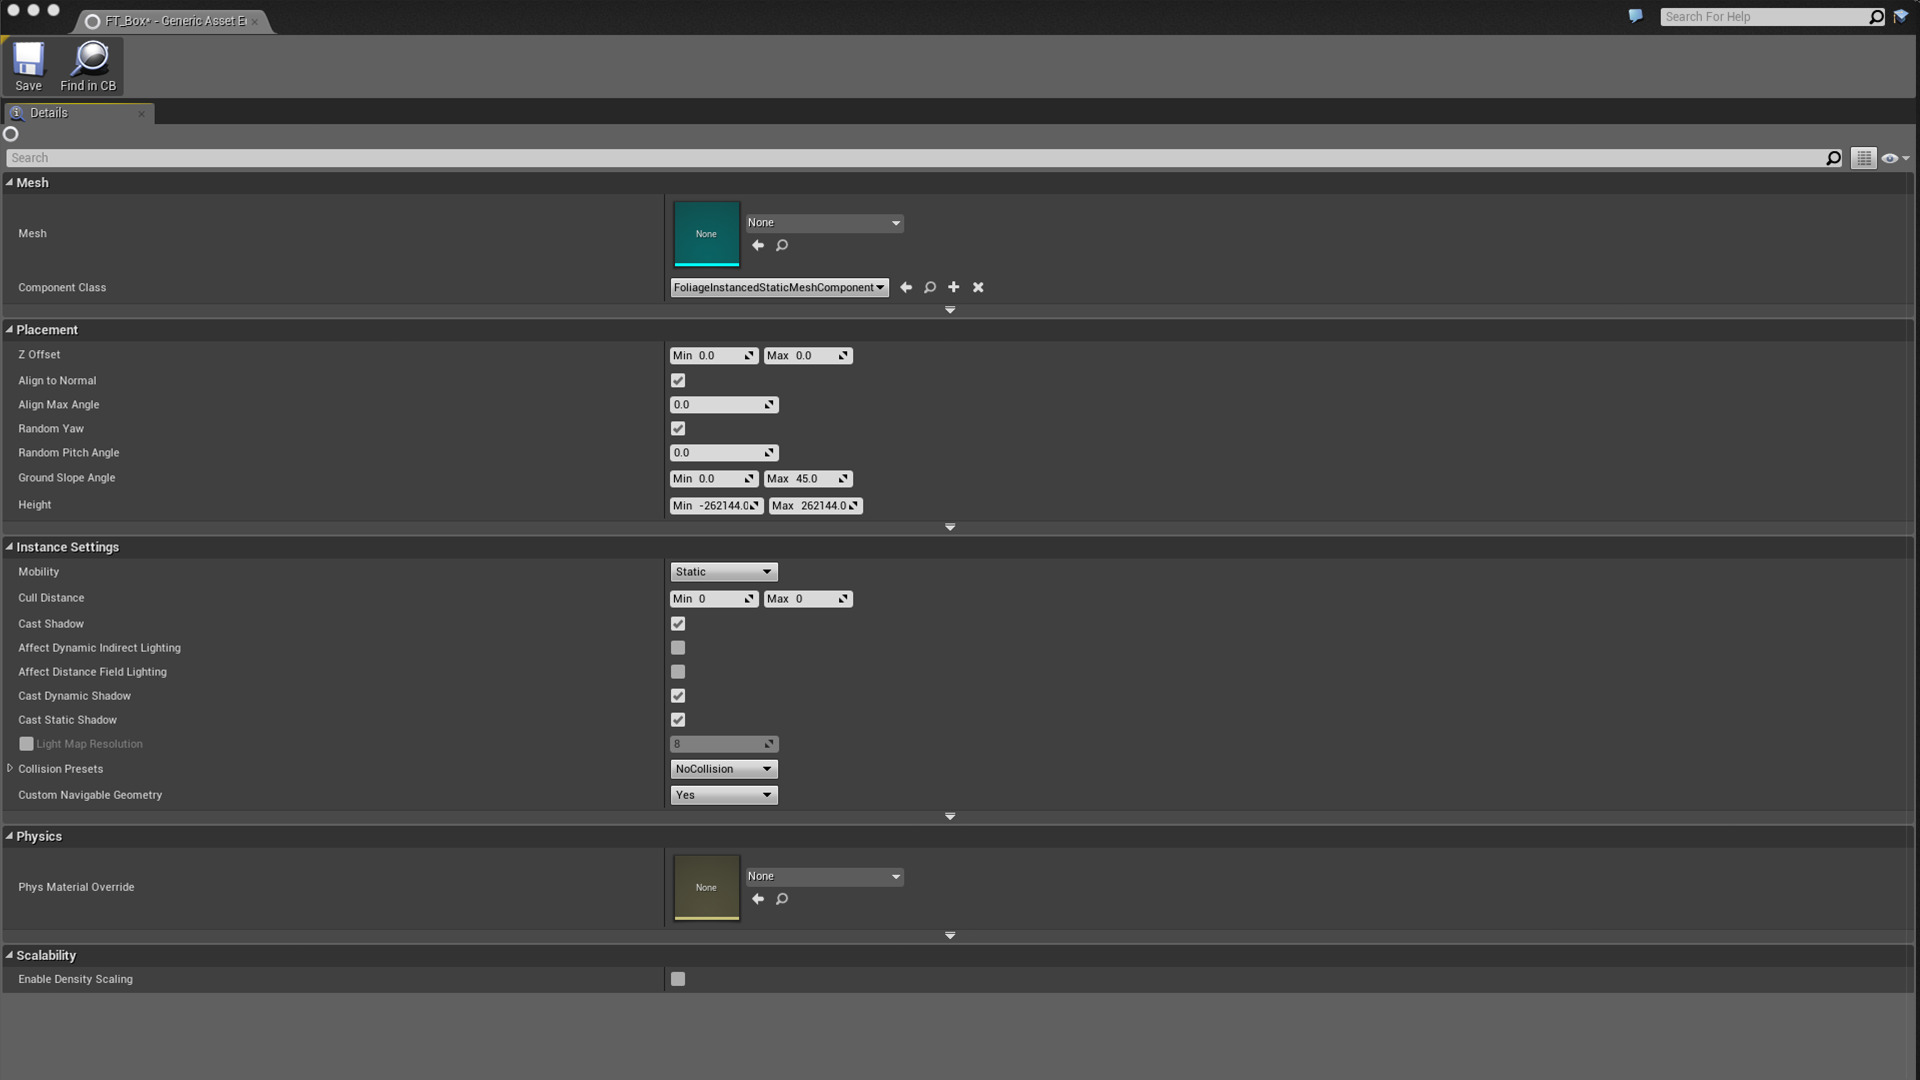 FT_Box* - Generic Asset E
Search For Help
Save
Find in CB
Details
Search
Mesh
Mesh
None
None
Component Class
FoliageInstancedStaticMeshComponent
Placement
Z Offset
Min 0.0
Max 0.0
Align to Normal
Align Max Angle
0.0
Random Yaw
Random Pitch Angle
0.0
Ground Slope Angle
Min 0.0
Max 45.0
Height
Min -262144.0
Max 262144.0
Instance Settings
Mobility
Static
Cull Distance
Min 0
Max 0
Cast Shadow
Affect Dynamic Indirect Lighting
Affect Distance Field Lighting
Cast Dynamic Shadow
Cast Static Shadow
Light Map Resolution
8
Collision Presets
NoCollision
Custom Navigable Geometry
Yes
Physics
Phys Material Override
None
None
Scalability
Enable Density Scaling